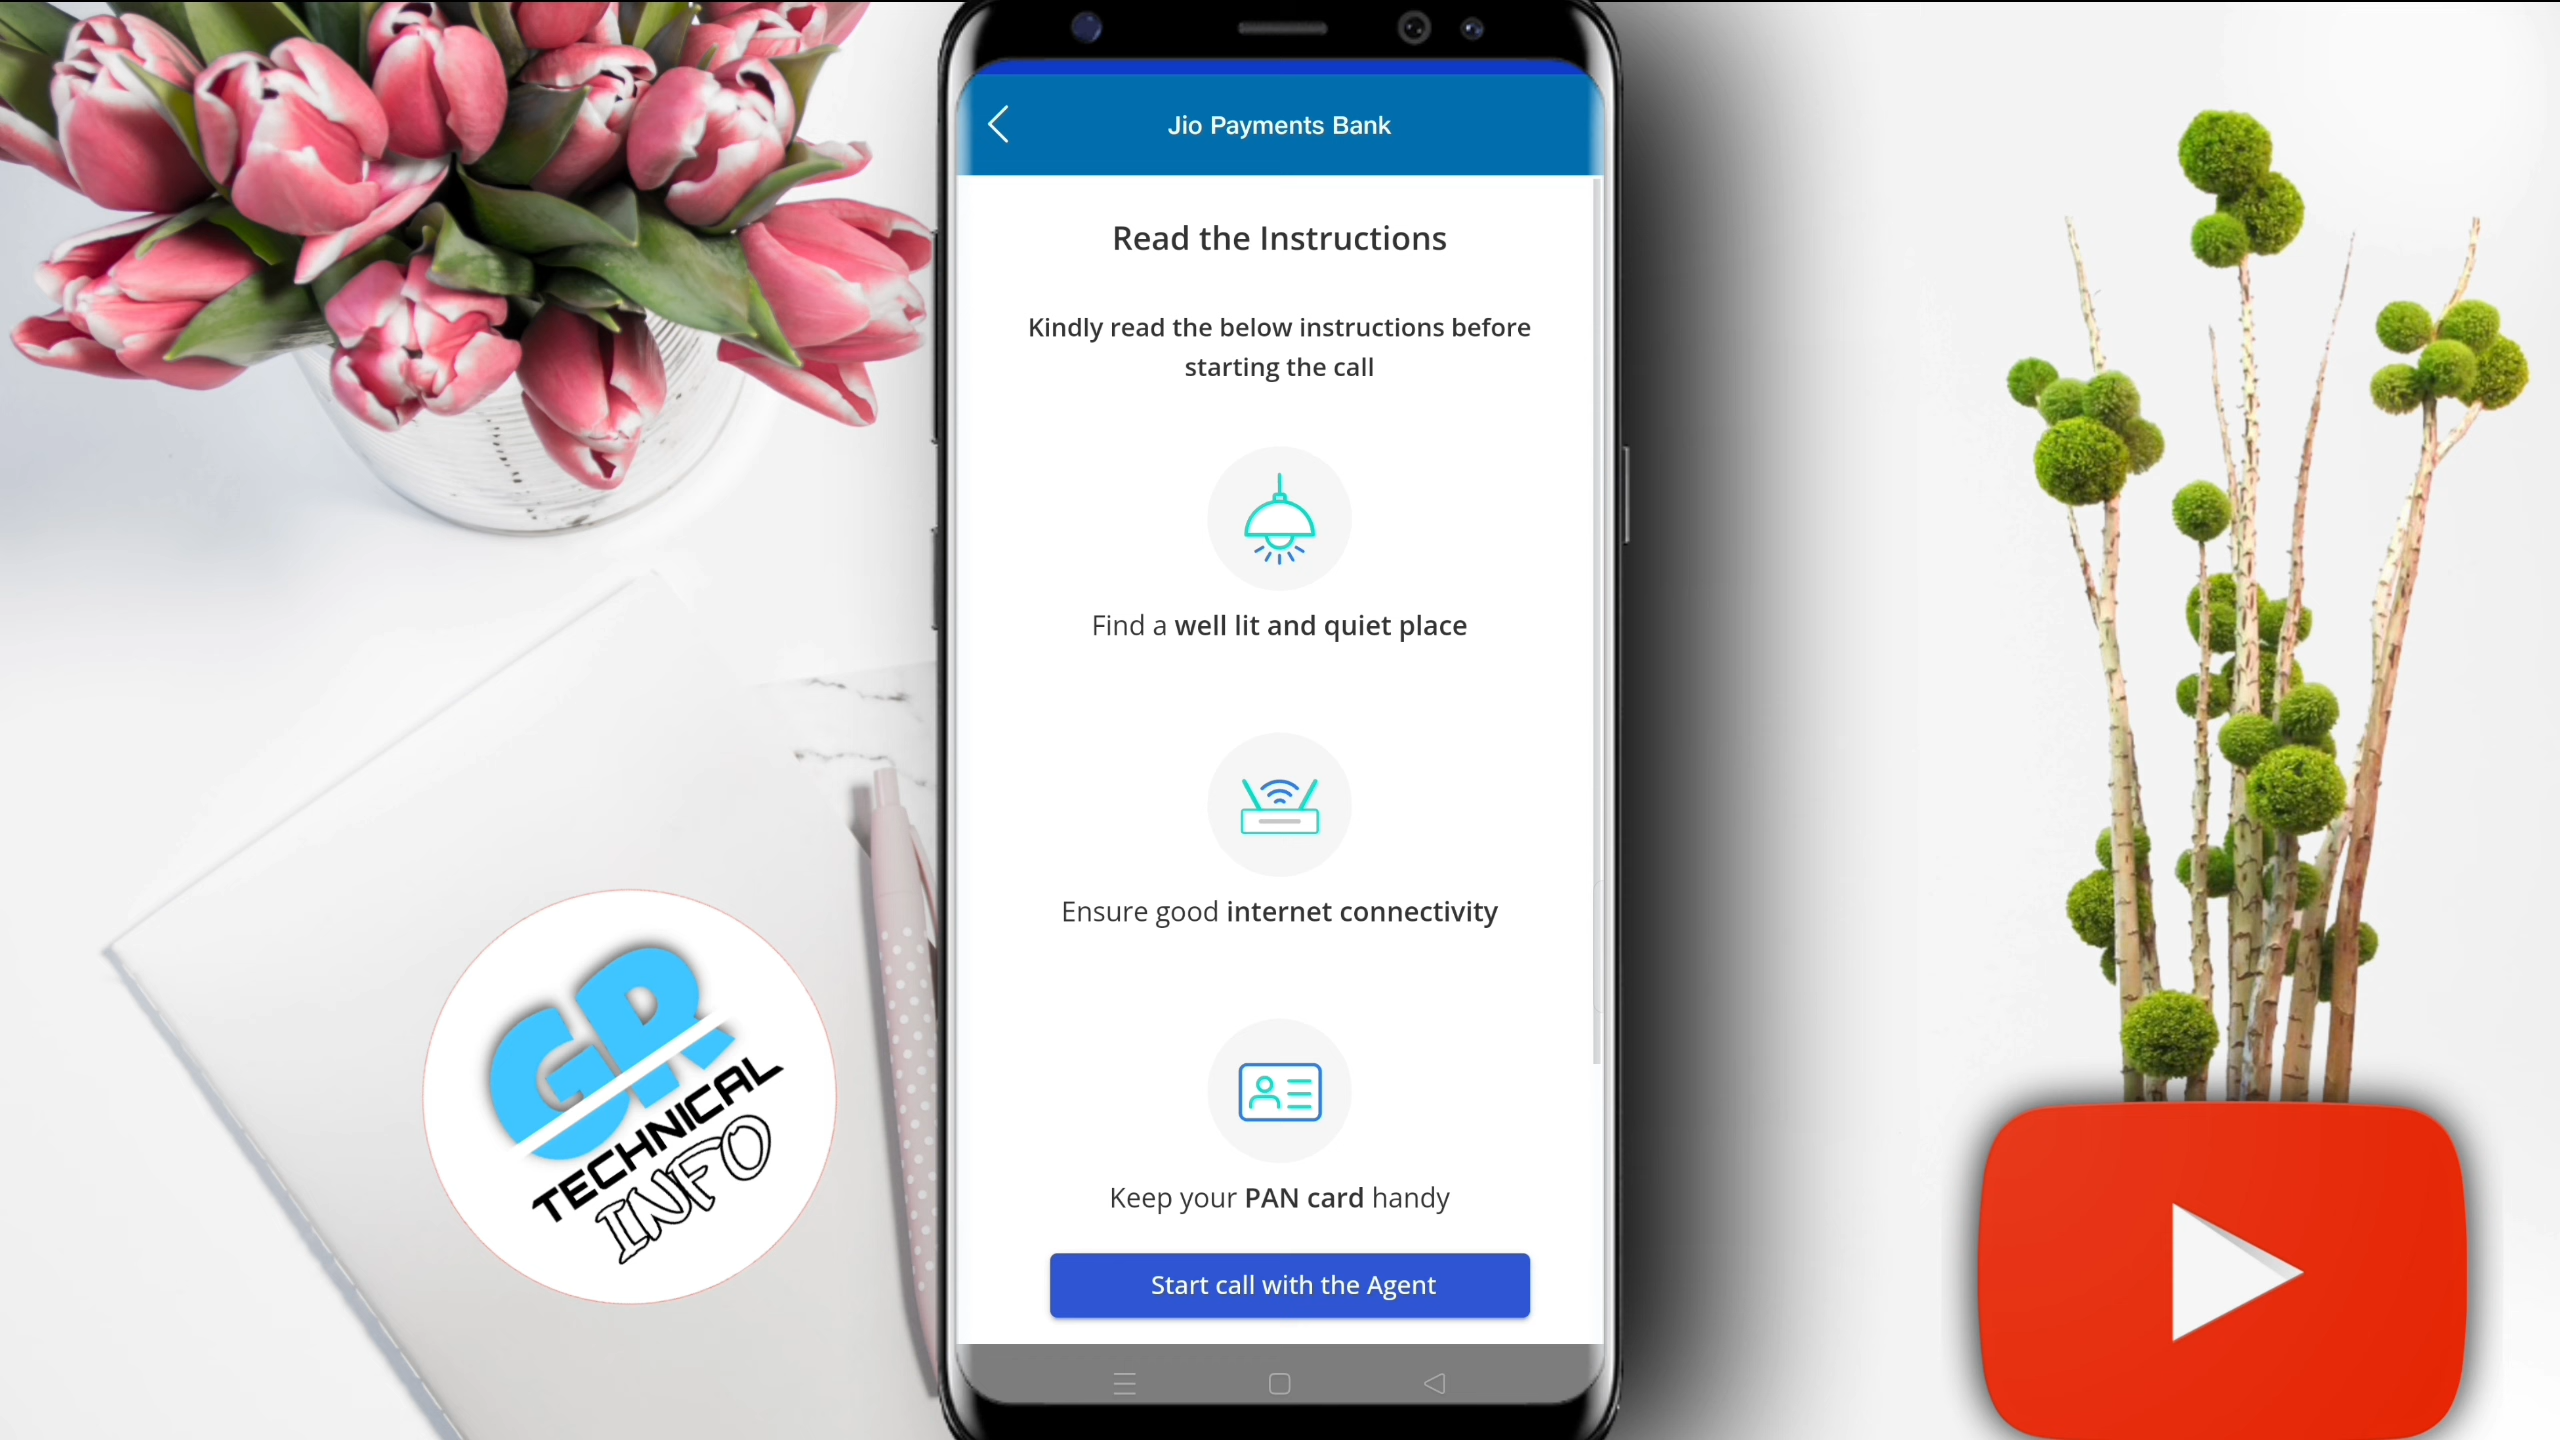 Jio Payments Bank
Read the Instructions
Kindly read the below instructions before
starting the call
Find a well lit and quiet place
Ensure good internet connectivity
Keep your PAN card handy
Start call with the Agent
GR
TECHNICAL
INFO